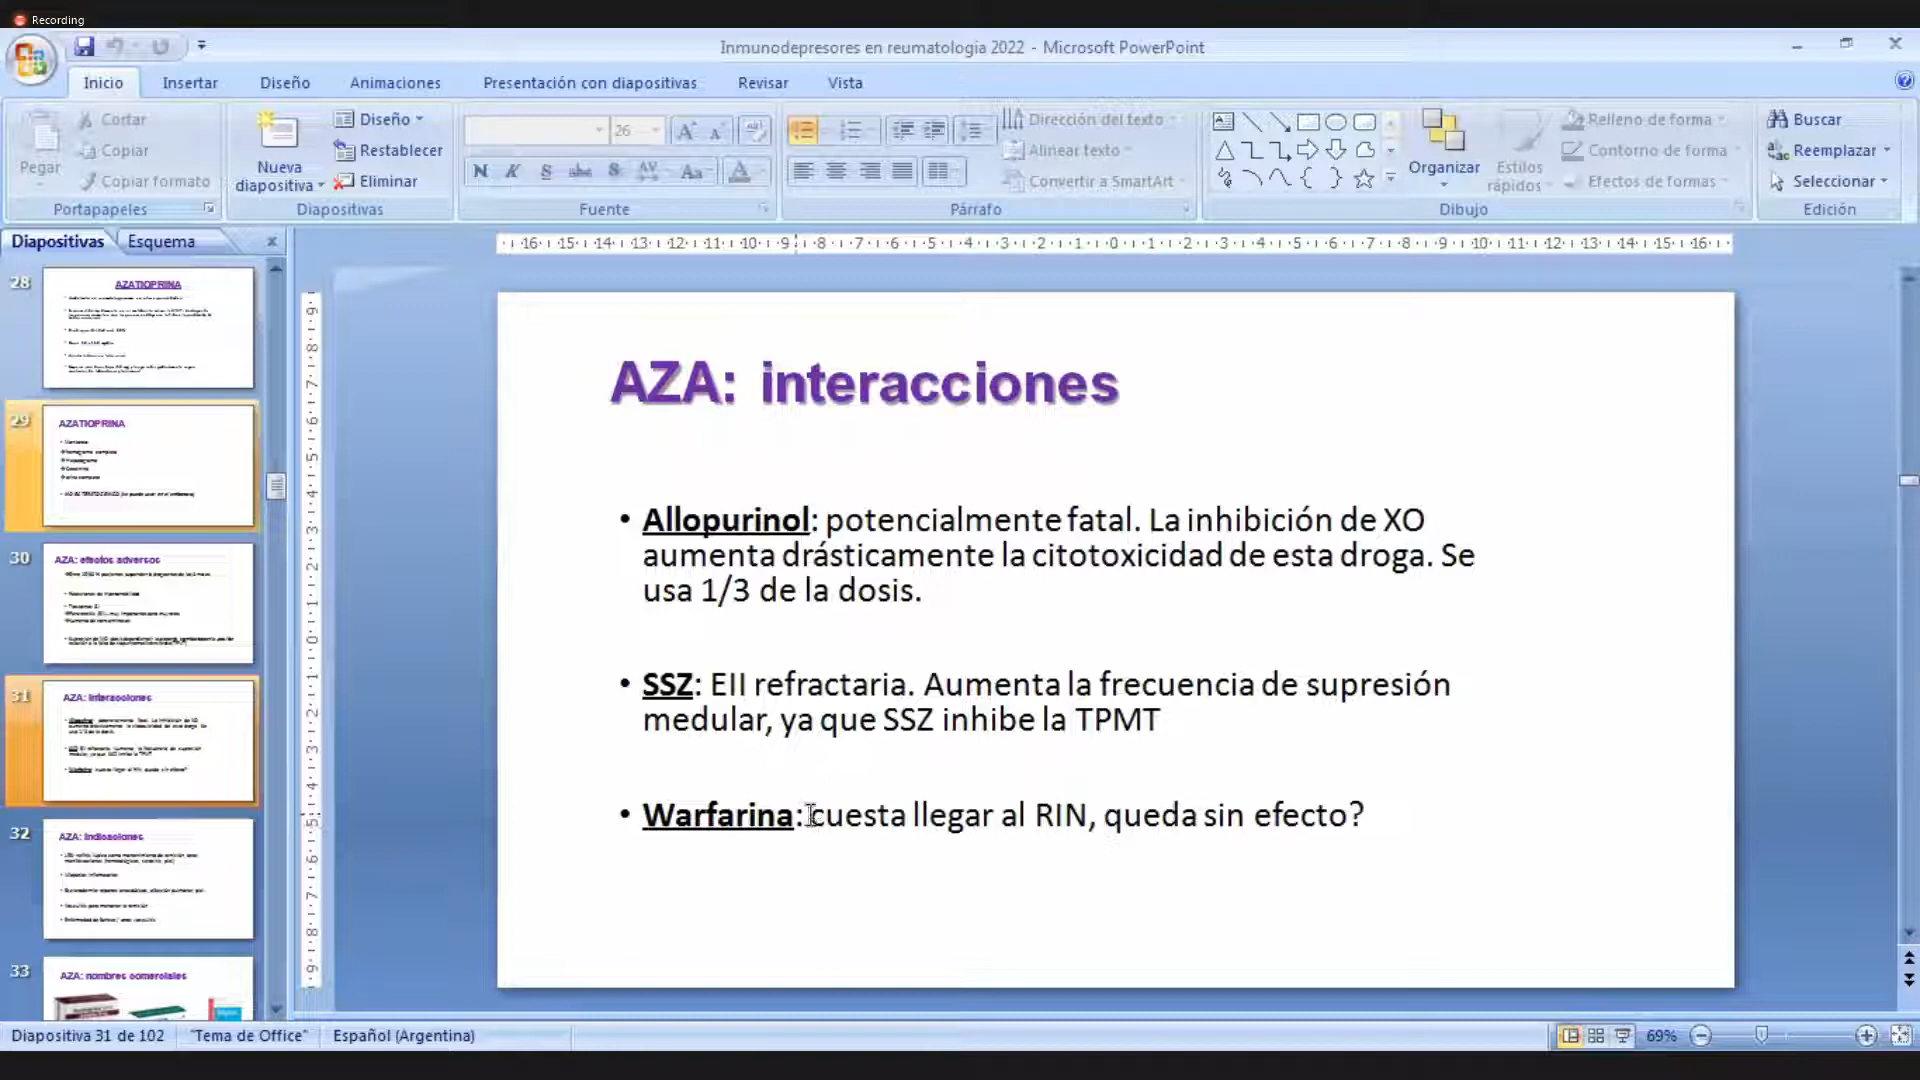 Recording
Inmunodepresores en reumatologia 2022 - Microsoft PowerPoint
Inicio
Insertar
Diseño
Animaciones
Presentación con diapositivas
Revisar
Vista
Pegar
Cortar
Copiar
Copiar formato
Portapapeles
Nueva
diapositiva
Diseño
Restablecer
Eliminar
Diapositivas
26
Fuente
Dirección del texto
Alinear texto
Convertir a SmartArt
Párrafo
Organizar
Estilos
rápidos
Relleno de forma
Contorno de forma
Efectos de formas
Dibujo
Buscar
Reemplazar
Seleccionar
Edición
Diapositivas
Esquema
28
AZATIOPRINA
29
AZATIOPRINA
30
AZA: efectos adversos
31
AZA: interacciones
32
AZA: indicaciones
33
AZA: nombres comerciales
AZA: interacciones
• Allopurinol: potencialmente fatal. La inhibición de XO
aumenta drásticamente la citotoxicidad de esta droga. Se
usa 1/3 de la dosis.
• SSZ: EII refractaria. Aumenta la frecuencia de supresión
medular, ya que SSZ inhibe la TPMT
• Warfarina: cuesta llegar al RIN, queda sin efecto?
Diapositiva 31 de 102
"Tema de Office"
Español (Argentina)
69%